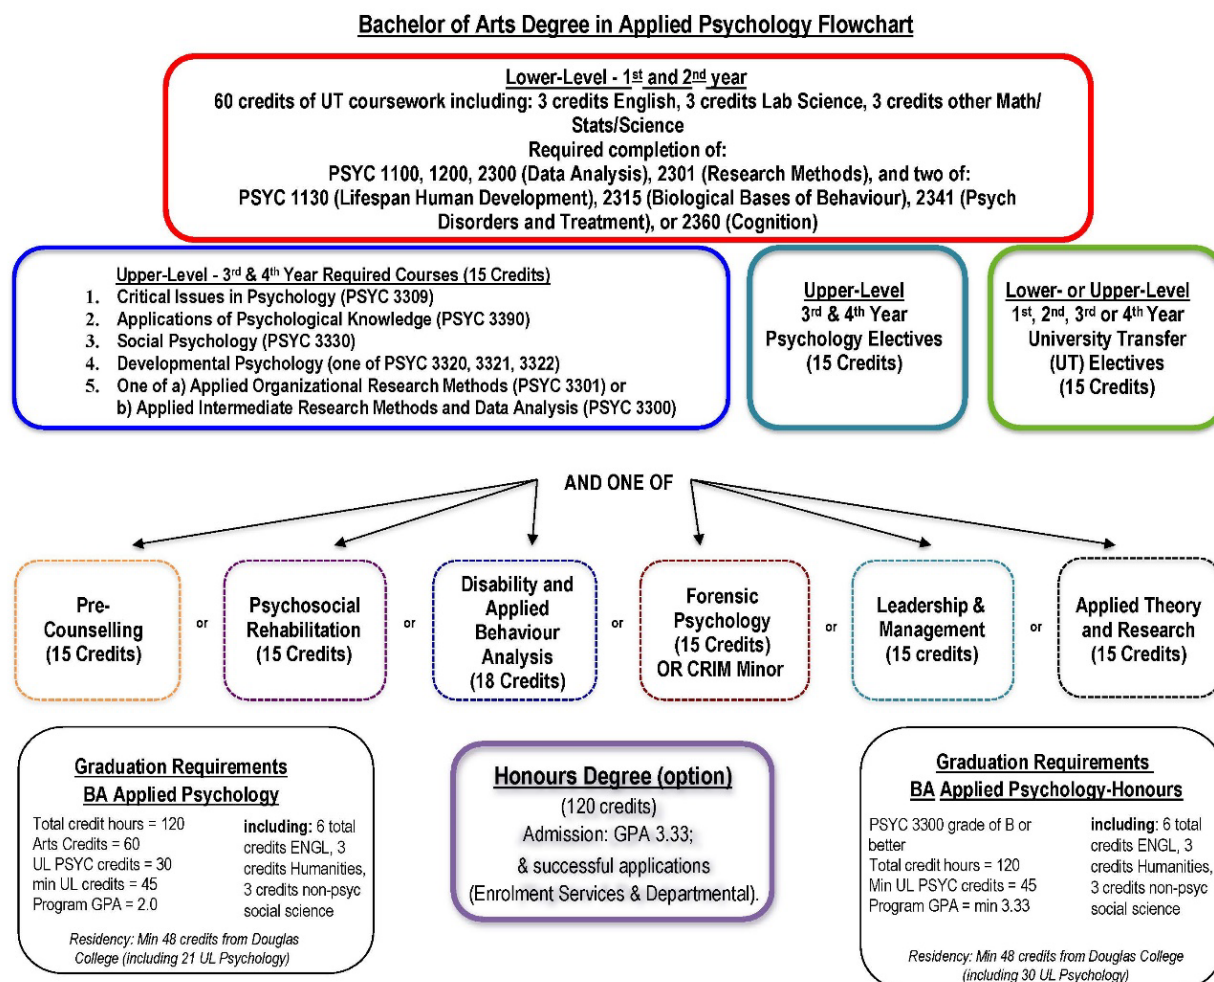 Bachelor of Arts Degree in Applied Psychology Flowchart
Lower-Level - 1st and 2nd year
60 credits of UT coursework including: 3 credits English, 3 credits Lab Science, 3 credits other Math/
Stats/Science
Required completion of:
PSYC 1100, 1200, 2300 (Data Analysis), 2301 (Research Methods), and two of:
PSYC 1130 (Lifespan Human Development), 2315 (Biological Bases of Behaviour), 2341 (Psych
Disorders and Treatment), or 2360 (Cognition)
Upper-Level - 3rd & 4th Year Required Courses (15 Credits)
1. Critical Issues in Psychology (PSYC 3309)
2. Applications of Psychological Knowledge (PSYC 3390)
3. Social Psychology (PSYC 3330)
4. Developmental Psychology (one of PSYC 3320, 3321, 3322)
5. One of a) Applied Organizational Research Methods (PSYC 3301) or
b) Applied Intermediate Research Methods and Data Analysis (PSYC 3300)
Upper-Level
3rd & 4th Year
Psychology Electives
(15 Credits)
Lower- or Upper-Level
1st, 2nd, 3rd or 4th Year
University Transfer
(UT) Electives
(15 Credits)
AND ONE OF
Pre-
Counselling
(15 Credits)
or
Psychosocial
Rehabilitation
(15 Credits)
or
Disability and
Applied
Behaviour
Analysis
(18 Credits)
or
Forensic
Psychology
(15 Credits)
OR CRIM Minor
or
Leadership &
Management
(15 credits)
or
Applied Theory
and Research
(15 Credits)
Graduation Requirements
BA Applied Psychology
Total credit hours = 120
Arts Credits = 60
UL PSYC credits = 30
min UL credits = 45
Program GPA = 2.0
including: 6 total
credits ENGL, 3
credits Humanities,
3 credits non-psyc
social science
Residency: Min 48 credits from Douglas
College (including 21 UL Psychology)
Honours Degree (option)
(120 credits)
Admission: GPA 3.33;
& successful applications
(Enrolment Services & Departmental).
Graduation Requirements
BA Applied Psychology-Honours
PSYC 3300 grade of B or
better
Total credit hours = 120
Min UL PSYC credits = 45
Program GPA = min 3.33
including: 6 total
credits ENGL, 3
credits Humanities,
3 credits non-psyc
social science
Residency: Min 48 credits from Douglas College
(including 30 UL Psychology)